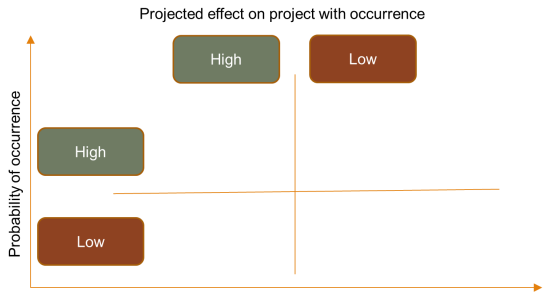 Projected effect on project with occurrence
High
Low
Probability of occurrence
High
Low